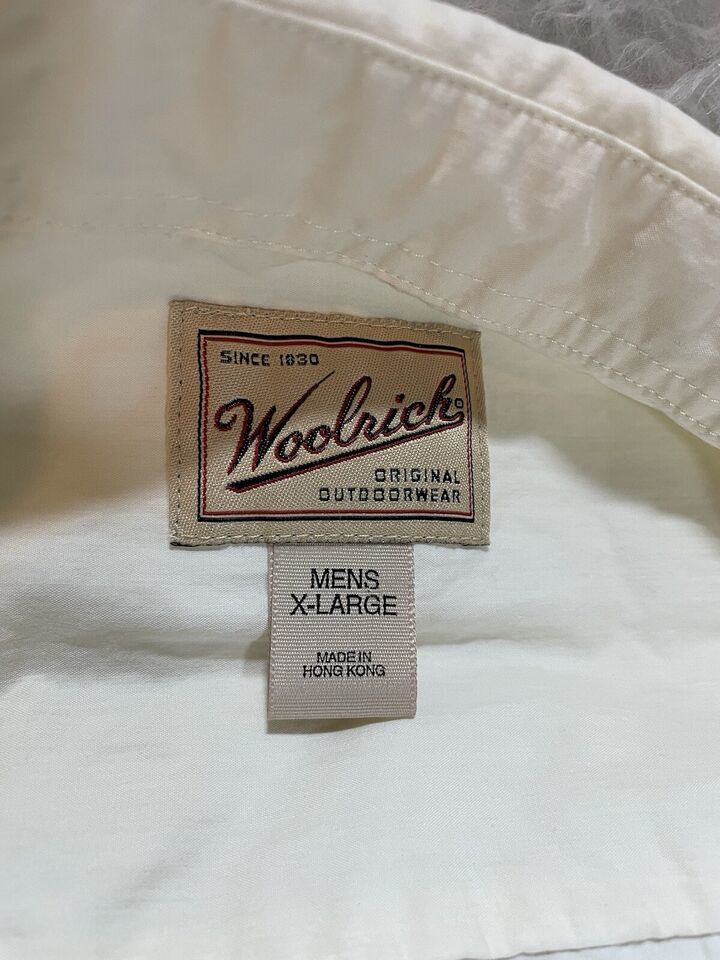 SINCE 1830
Woolrich
ORIGINAL
OUTDOORWEAR
MENS
X-LARGE
MADE IN
HONG KONG